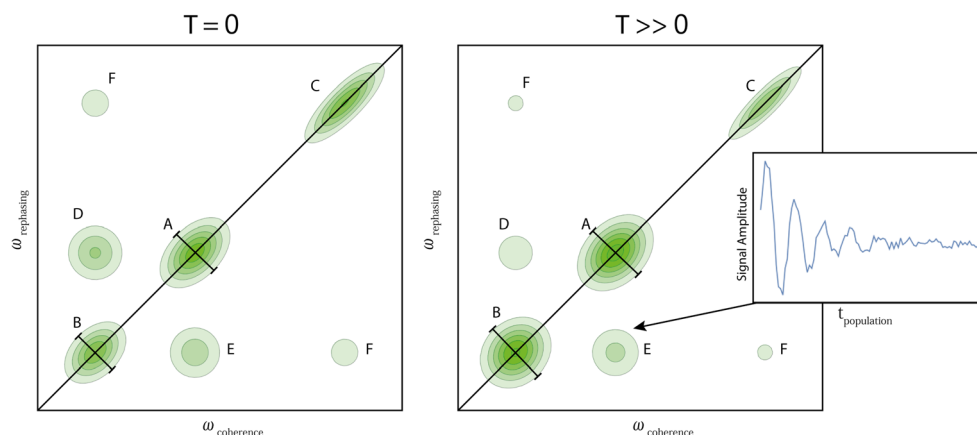 T = 0
F
C
D
A
B
E
F
ω rephasing
ω coherence
T >> 0
F
C
D
A
B
E
F
ω rephasing
ω coherence
Signal Amplitude
t population